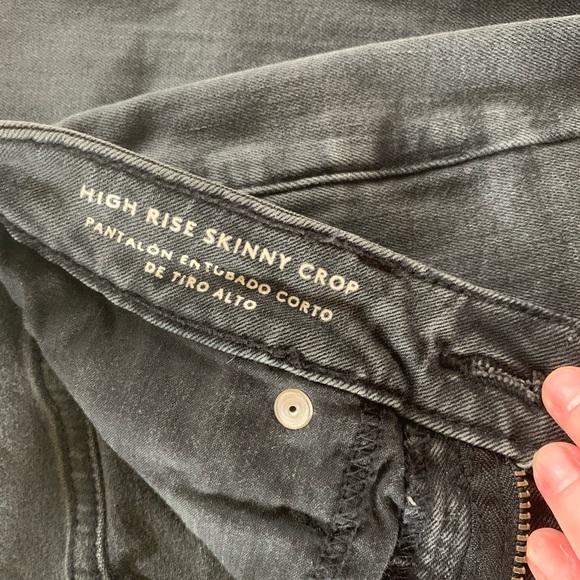 HIGH RISE SKINNY CROP
PANTALÓN ENTUBADO CORTO
DE TIRO ALTO